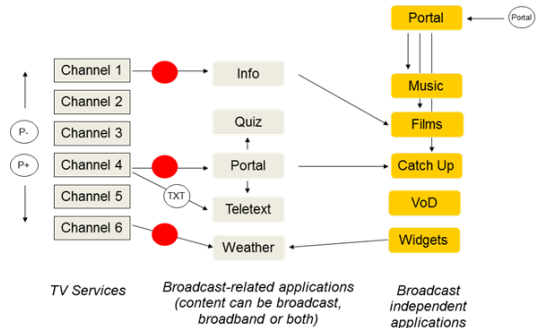 Portal
Portal
Channel 1
Info
Music
Channel 2
Films
Quiz
P-
Channel 3
P+
Channel 4
Portal
Catch Up
TXT
Channel 5
Teletext
VoD
Channel 6
Weather
Widgets
TV Services
Broadcast-related applications
(content can be broadcast,
broadband or both)
Broadcast
independent
applications